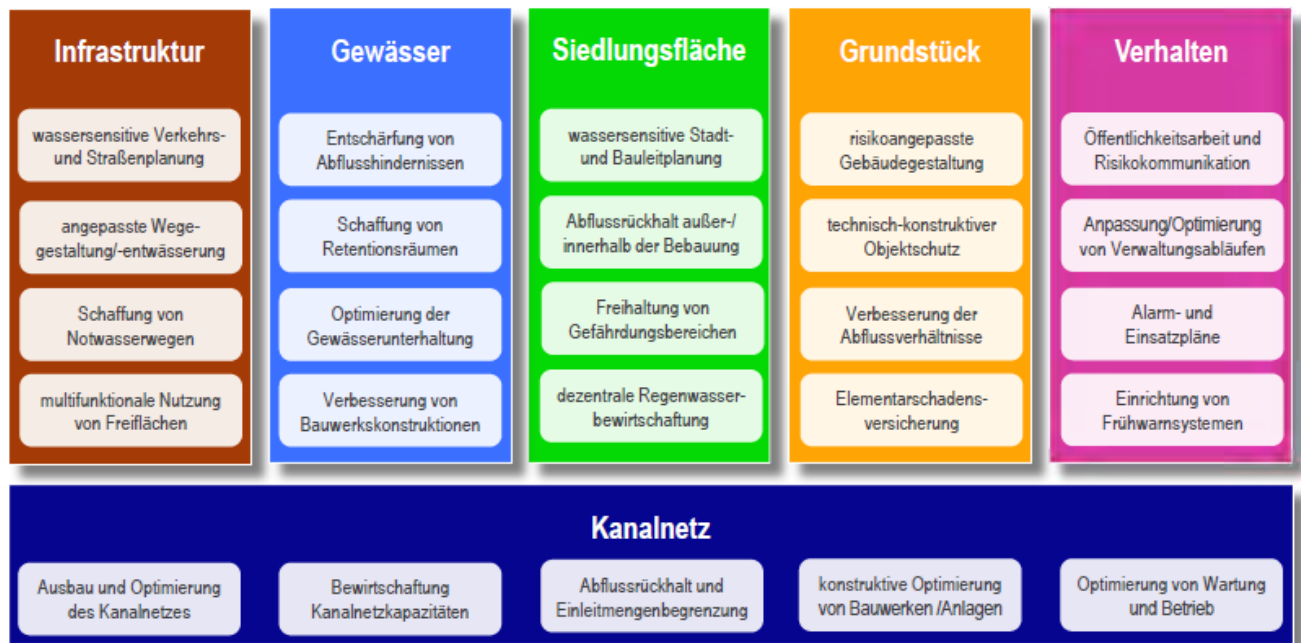 Infrastruktur
wassersensitive Verkehrs-
und Straßenplanung
angepasste Wege-
gestaltung/-entwässerung
Schaffung von
Notwasserwegen
multifunktionale Nutzung
von Freiflächen
Gewässer
Entschärfung von
Abflusshindernissen
Schaffung von
Retentionsräumen
Optimierung der
Gewässerunterhaltung
Verbesserung von
Bauwerkskonstruktionen
Siedlungsfläche
wassersensitive Stadt-
und Bauleitplanung
Abflussrückhalt außer-/
innerhalb der Bebauung
Freihaltung von
Gefährdungsbereichen
dezentrale Regenwasser-
bewirtschaftung
Grundstück
risikoangepasste
Gebäudegestaltung
technisch-konstruktiver
Objektschutz
Verbesserung der
Abflussverhältnisse
Elementarschadens-
versicherung
Verhalten
Öffentlichkeitsarbeit und
Risikokommunikation
Anpassung/Optimierung
von Verwaltungsabläufen
Alarm- und
Einsatzpläne
Einrichtung von
Frühwarnsystemen
Kanalnetz
Ausbau und Optimierung
des Kanalnetzes
Bewirtschaftung
Kanalnetzkapazitäten
Abflussrückhalt und
Einleitmengenbegrenzung
konstruktive Optimierung
von Bauwerken /Anlagen
Optimierung von Wartung
und Betrieb